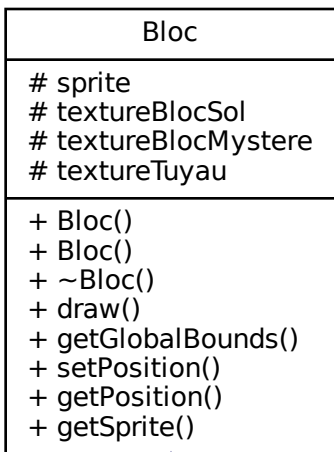 Bloc
# sprite
# textureBlocSol
# textureBlocMystere
# textureTuyau
+ Bloc()
+ Bloc()
+ ~Bloc()
+ draw()
+ getGlobalBounds()
+ setPosition()
+ getPosition()
+ getSprite()